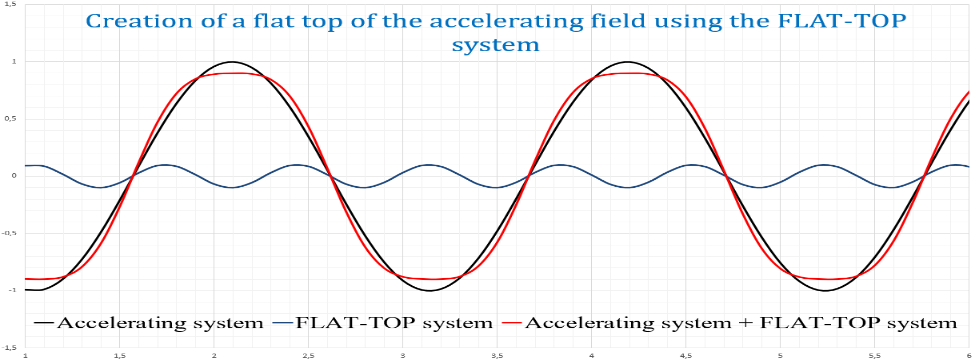 Creation of a flat top of the accelerating field using the FLAT-TOP
system
1,5
1
0,5
0
-0,5
-1
-1,5
1 1,5 2 2,5 3 3,5 4 4,5 5 5,5 6
Accelerating system FLAT-TOP system Accelerating system + FLAT-TOP system